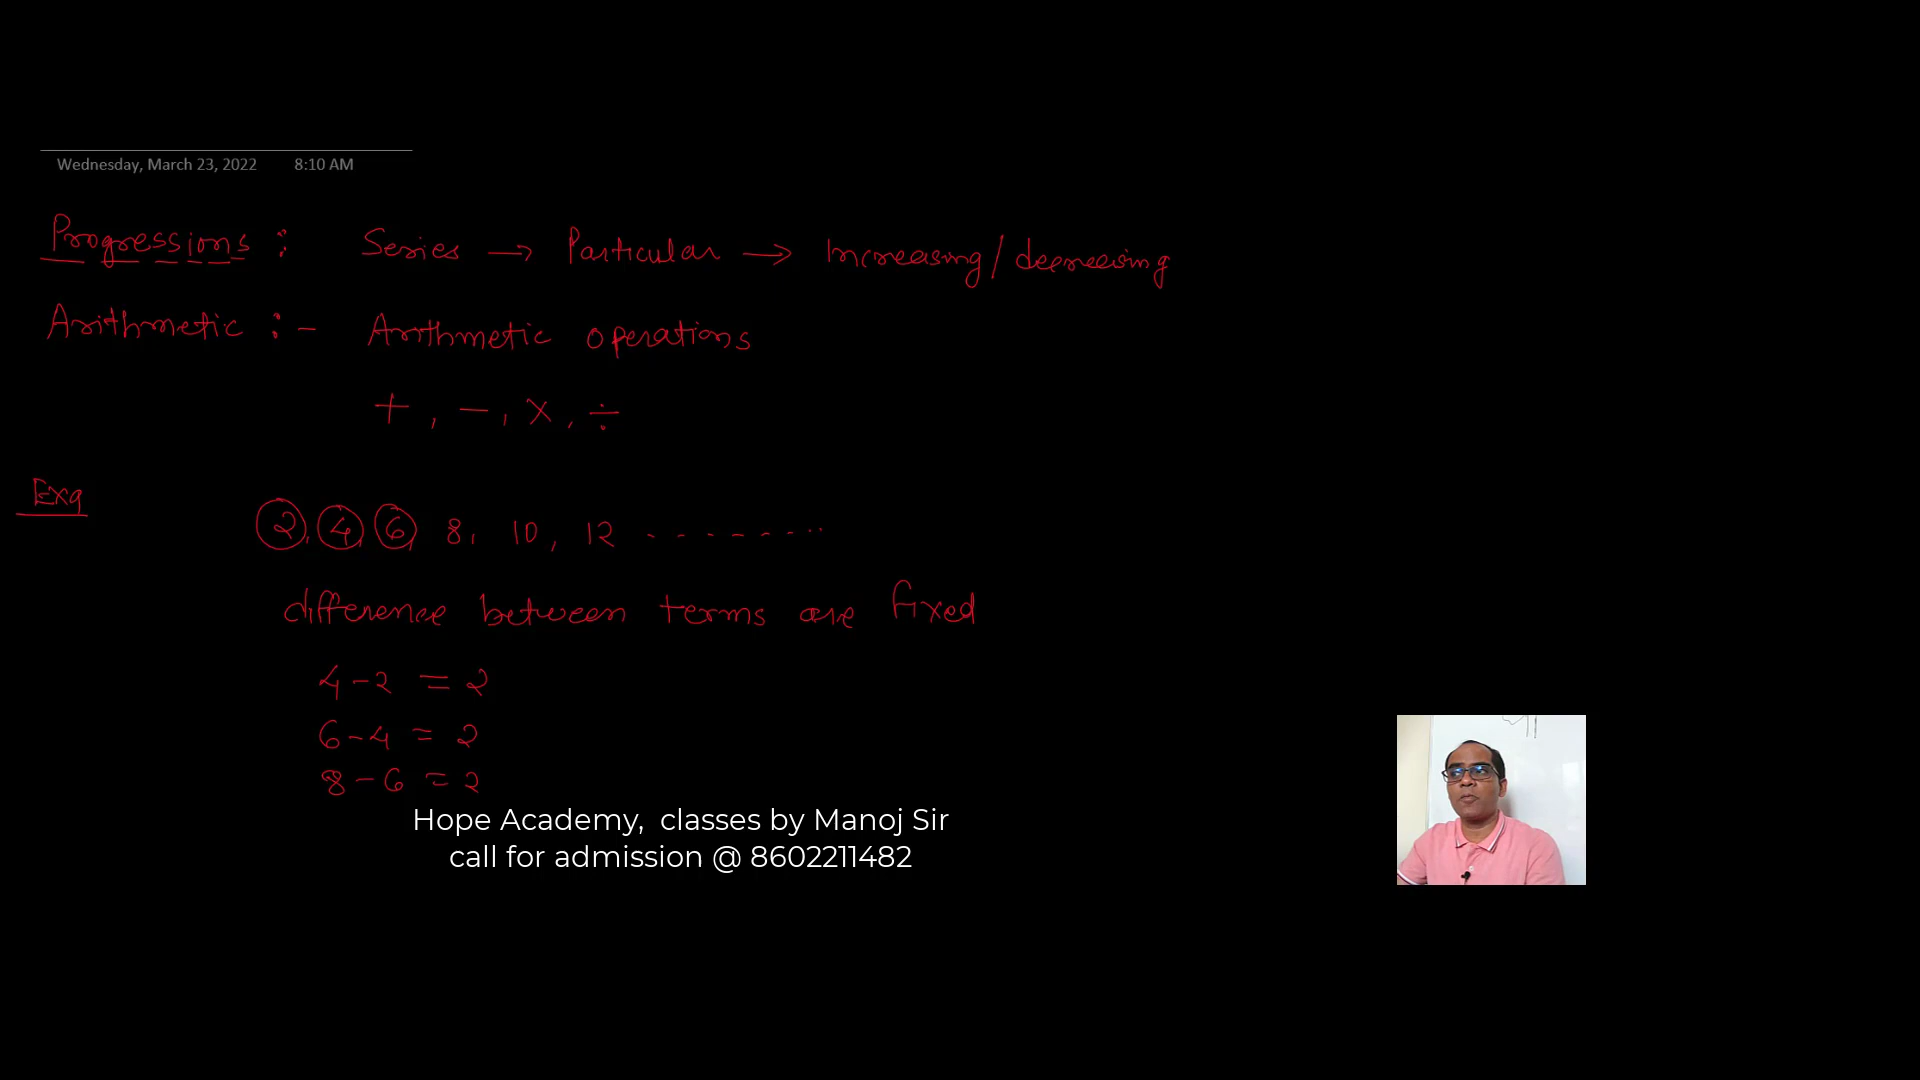 Wednesday, March 23, 2022 8:10 AM
Progressions : Series → Particular → Increasing/decreasing
Arithmetic :- Arithmetic operations
+, -, ×, ÷
Exa
2, 4, 6, 8, 10, 12 ---------
difference between terms are fixed
4-2 = 2
6-4 = 2
8-6 = 2
Hope Academy, classes by Manoj Sir
call for admission @ 8602211482